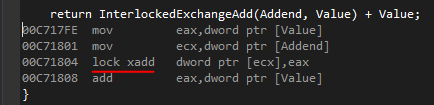 return InterlockedExchangeAdd(Addend, Value) + Value;
00C717FE mov eax,dword ptr [Value]
00C71801 mov ecx,dword ptr [Addend]
00C71804 lock xadd dword ptr [ecx],eax
00C71808 add eax,dword ptr [Value]
}